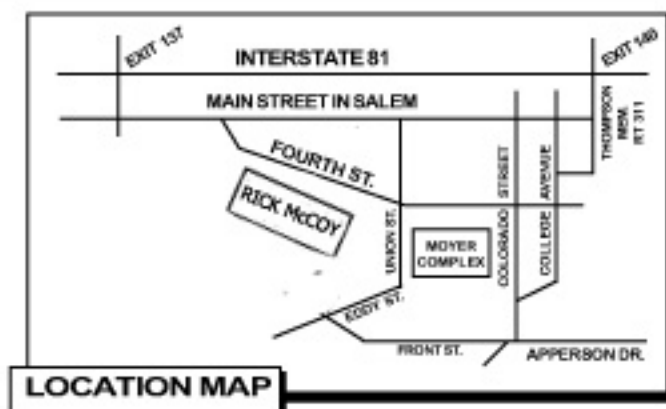 EXIT 137
INTERSTATE 81
EXIT 140
MAIN STREET IN SALEM
THOMPSON
MEM.
RT 311
FOURTH ST.
RICK McCOY
UNION ST.
MOYER
COMPLEX
COLORADO STREET
COLLEGE AVENUE
EDDY ST.
FRONT ST.
APPERSON DR.
LOCATION MAP